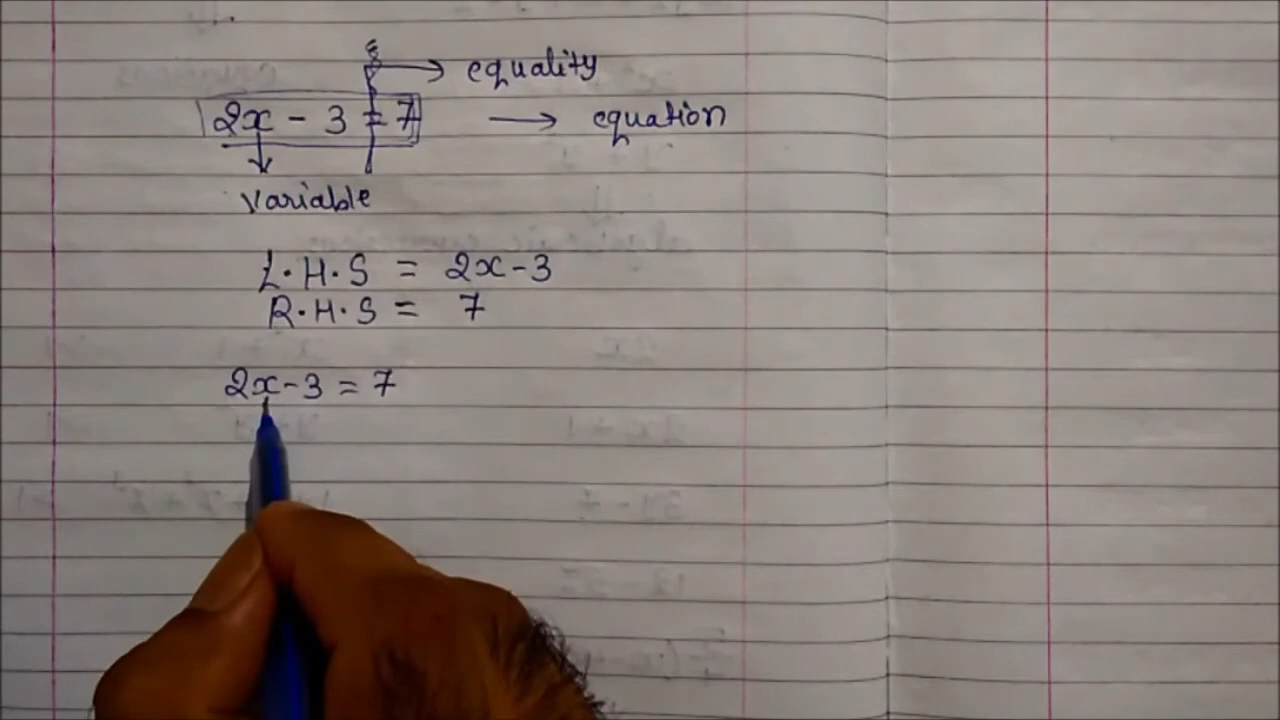 equality
2x - 3 = 7 → equation
variable
L.H.S = 2x-3
R.H.S = 7
2x-3 = 7